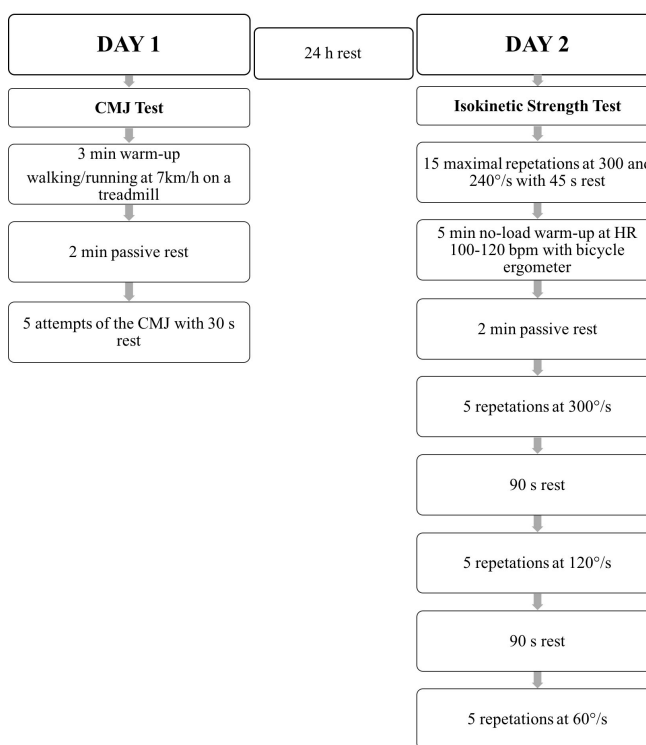 DAY 1
24 h rest
DAY 2
CMJ Test
3 min warm-up
walking/running at 7km/h on a
treadmill
2 min passive rest
5 attempts of the CMJ with 30 s
rest
Isokinetic Strength Test
15 maximal repetations at 300 and
240°/s with 45 s rest
5 min no-load warm-up at HR
100-120 bpm with bicycle
ergometer
2 min passive rest
5 repetations at 300°/s
90 s rest
5 repetations at 120°/s
90 s rest
5 repetations at 60°/s